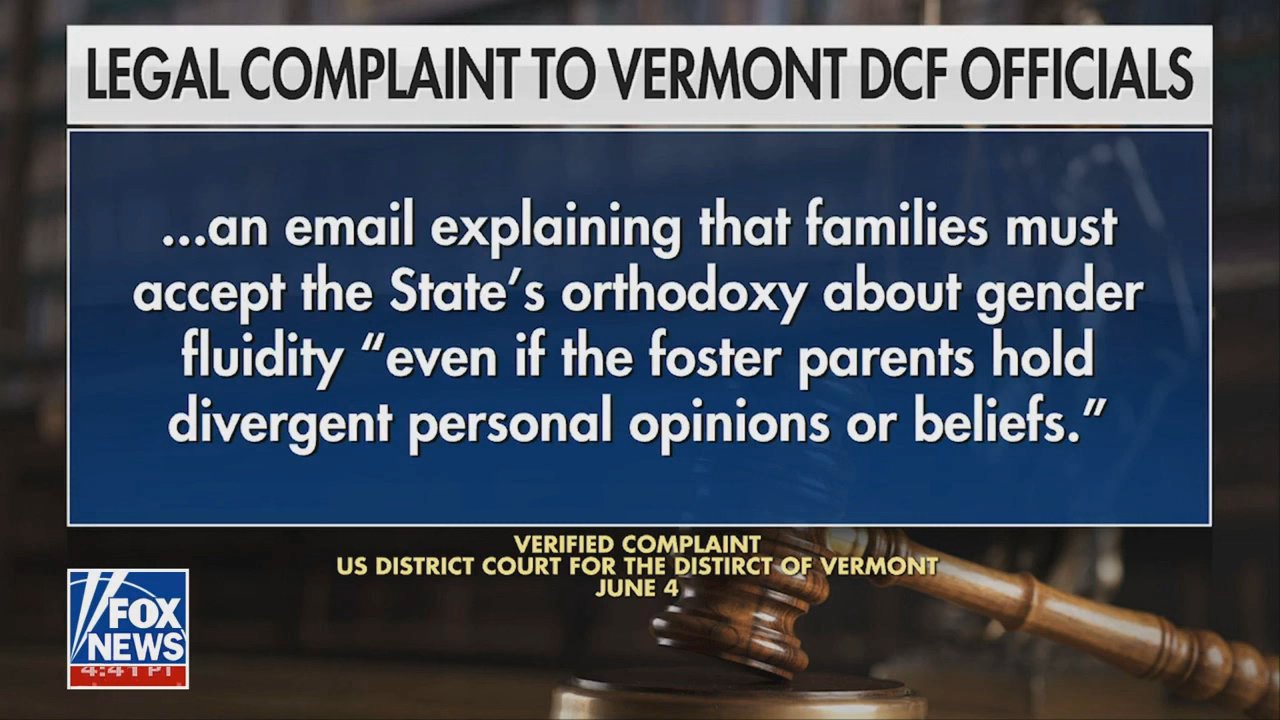 LEGAL COMPLAINT TO VERMONT DCF OFFICIALS
...an email explaining that families must
accept the State's orthodoxy about gender
fluidity “even if the foster parents hold
divergent personal opinions or beliefs.”
VERIFIED COMPLAINT
US DISTRICT COURT FOR THE DISTIRCT OF VERMONT
JUNE 4
FOX
NEWS